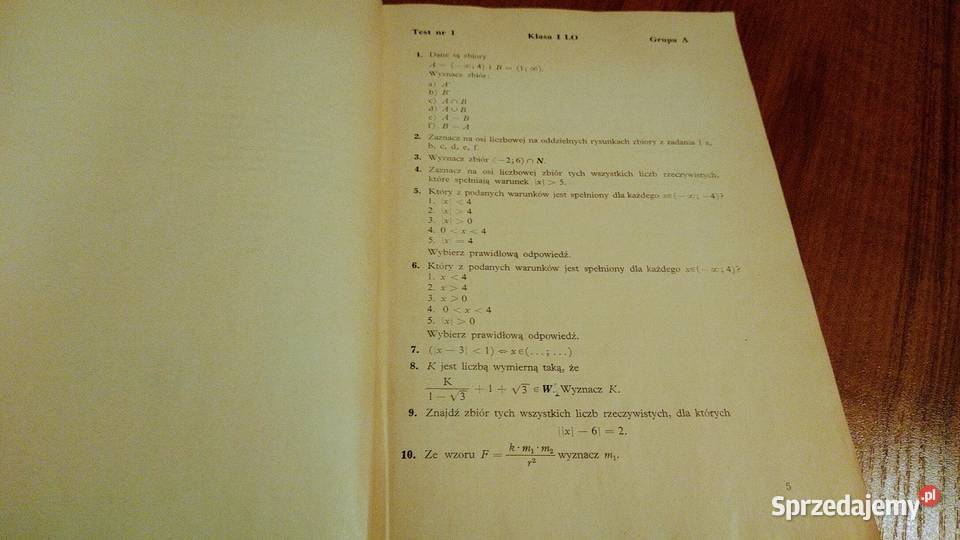 Test nr 1 Klasa I LO Grupa A
1. Dane są zbiory
A = (−∞; 4) i B = (1; ∞).
Wyznacz zbiór:
a) A′
b) B′
c) A ∩ B
d) A ∪ B
e) A − B
f) B − A
2. Zaznacz na osi liczbowej na oddzielnych rysunkach zbiory z zadania 1 a,
b, c, d, e, f.
3. Wyznacz zbiór ⟨−2; 6) ∩ N.
4. Zaznacz na osi liczbowej zbiór tych wszystkich liczb rzeczywistych,
które spełniają warunek |x| > 5.
5. Który z podanych warunków jest spełniony dla każdego x∈(−∞; −4)?
1. |x| < 4
2. |x| > 4
3. |x| > 0
4. 0 < x < 4
5. |x| = 4
Wybierz prawidłową odpowiedź.
6. Który z podanych warunków jest spełniony dla każdego x∈(−∞; 4)?
1. x < 4
2. x > 4
3. x > 0
4. 0 < x < 4
5. |x| > 0
Wybierz prawidłową odpowiedź.
7. (|x − 3| < 1) ⇔ x∈(...; ...)
8. K jest liczbą wymierną taką, że
K / (1 − √3) + 1 + √3 ∈ W. Wyznacz K.
9. Znajdź zbiór tych wszystkich liczb rzeczywistych, dla których
||x| − 6| = 2.
10. Ze wzoru F = k · m₁ · m₂ / r² wyznacz m₁.
5
Sprzedajemy.pl